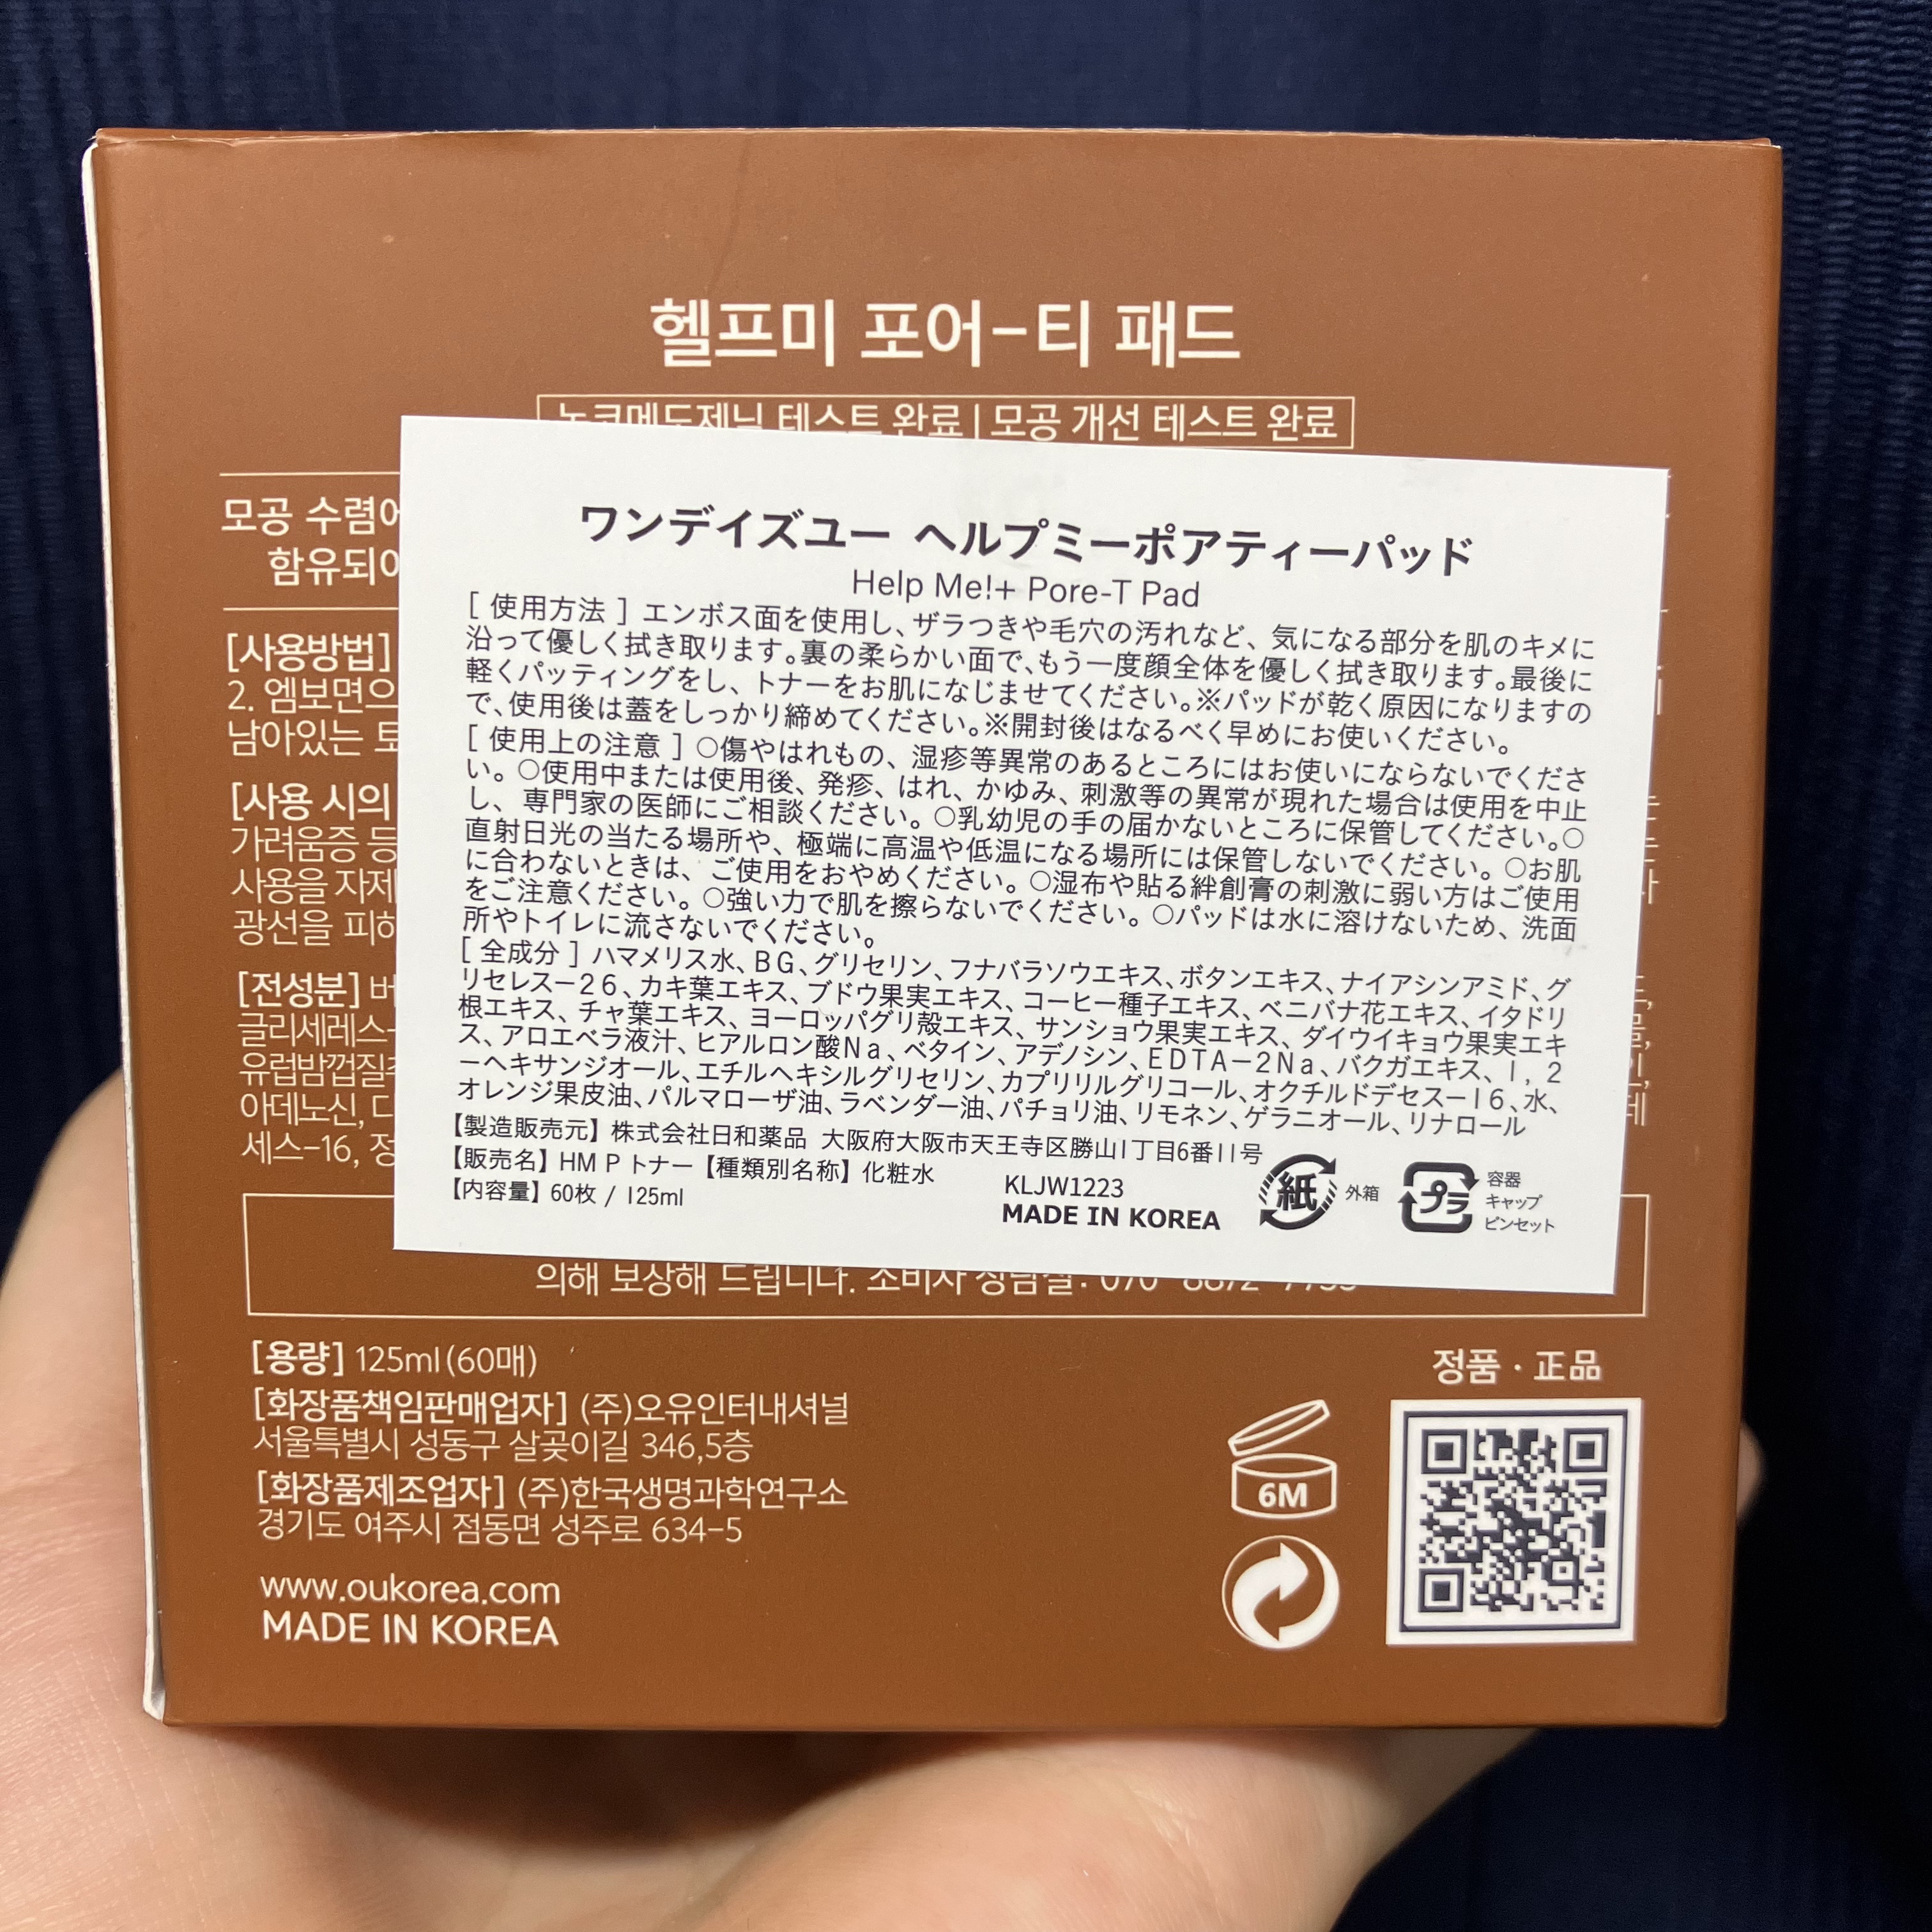 헬프미 포어-티 패드
논코메도제닉 테스트 완료 | 모공 개선 테스트 완료
모공 수렴에
함유되어
[사용방법]
2. 엠보면으
남아있는 토
[사용 시의
가려움증 등
사용을 자제
광선을 피해
[전성분] 버
글리세레스-
유럽밤껍질추
아데노신, 디
세스-16, 정
ワンデイズユー ヘルプミーポアティーパッド
Help Me!+ Pore-T Pad
[ 使用方法 ] エンボス面を使用し、ザラつきや毛穴の汚れなど、気になる部分を肌のキメに
沿って優しく拭き取ります。裏の柔らかい面で、もう一度顔全体を優しく拭き取ります。最後に
軽くパッティングをし、トナーをお肌になじませてください。※パッドが乾く原因になりますの
で、使用後は蓋をしっかり締めてください。※開封後はなるべく早めにお使いください。
[ 使用上の注意 ] ○傷やはれもの、湿疹等異常のあるところにはお使いにならないでくださ
い。○使用中または使用後、発疹、はれ、かゆみ、刺激等の異常が現れた場合は使用を中止
し、専門家の医師にご相談ください。○乳幼児の手の届かないところに保管してください。○
直射日光の当たる場所や、極端に高温や低温になる場所には保管しないでください。○お肌
に合わないときは、ご使用をおやめください。○湿布や貼る絆創膏の刺激に弱い方はご使用
をご注意ください。○強い力で肌を擦らないでください。○パッドは水に溶けないため、洗面
所やトイレに流さないでください。
[ 全成分 ] ハマメリス水、BG、グリセリン、フナバラソウエキス、ボタンエキス、ナイアシンアミド、グ
リセレス－26、カキ葉エキス、ブドウ果実エキス、コーヒー種子エキス、ベニバナ花エキス、イタドリ
根エキス、チャ葉エキス、ヨーロッパグリ殻エキス、サンショウ果実エキス、ダイウイキョウ果実エキ
ス、アロエベラ液汁、ヒアルロン酸Na、ベタイン、アデノシン、EDTA－2Na、バクガエキス、1，2
－ヘキサンジオール、エチルヘキシルグリセリン、カプリリルグリコール、オクチルドデセス－16、水、
オレンジ果皮油、パルマローザ油、ラベンダー油、パチョリ油、リモネン、ゲラニオール、リナロール
【製造販売元】株式会社日和薬品 大阪府大阪市天王寺区勝山1丁目6番11号
【販売名】HM P トナー【種類別名称】化粧水
【内容量】60枚 / 125ml
KLJW1223
MADE IN KOREA
紙 外箱
プラ 容器
キャップ
ピンセット
의해 보상해 드립니다. 소비자 상담실: 070
[용량] 125ml(60매)
[화장품책임판매업자] (주)오유인터내셔널
서울특별시 성동구 살곶이길 346,5층
[화장품제조업자] (주)한국생명과학연구소
경기도 여주시 점동면 성주로 634-5
www.oukorea.com
MADE IN KOREA
정품 · 正品
6M